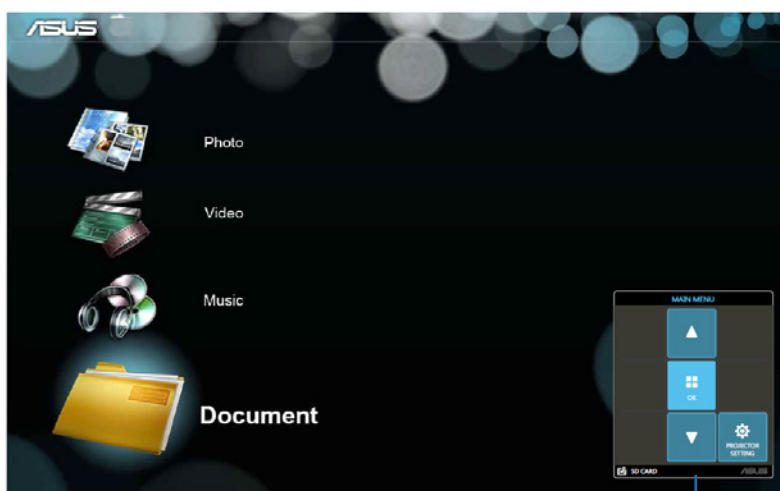 ASUS
Photo
Video
Music
Document
MAIN MENU
OK
PROJECTOR
SETTING
SD CARD
ASUS